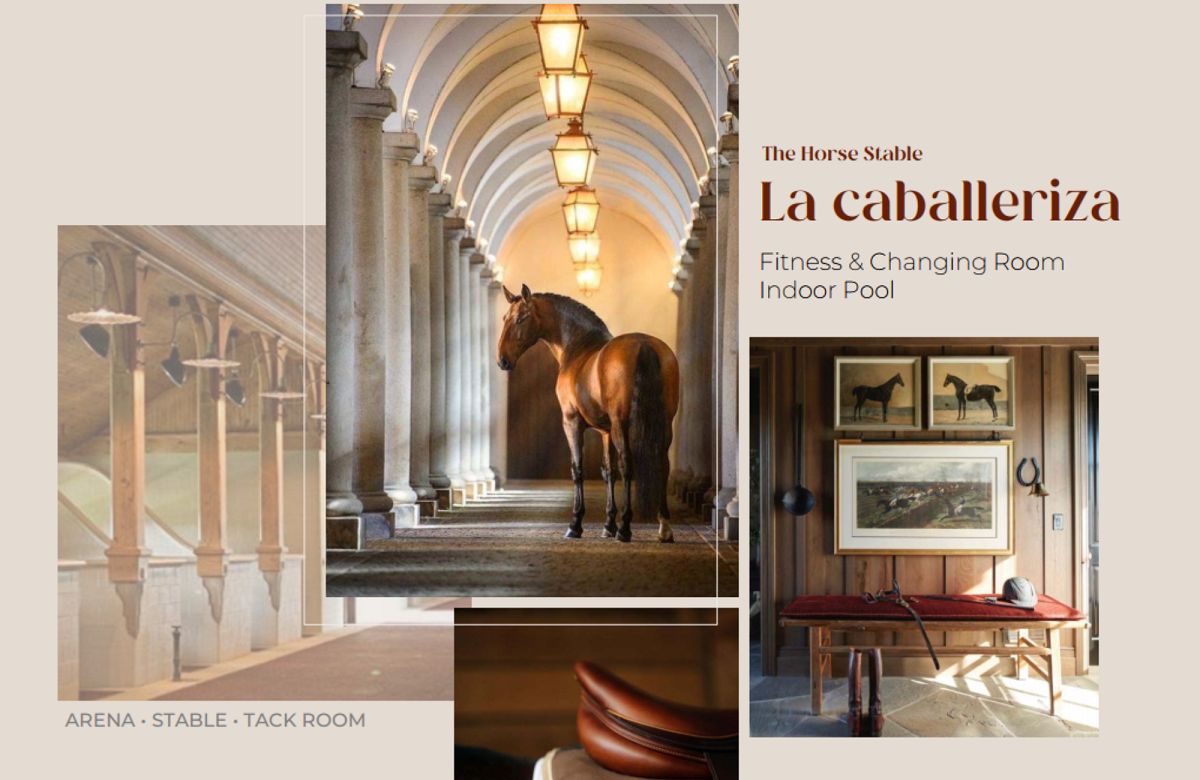 The Horse Stable
La caballeriza
Fitness & Changing Room
Indoor Pool
ARENA • STABLE • TACK ROOM